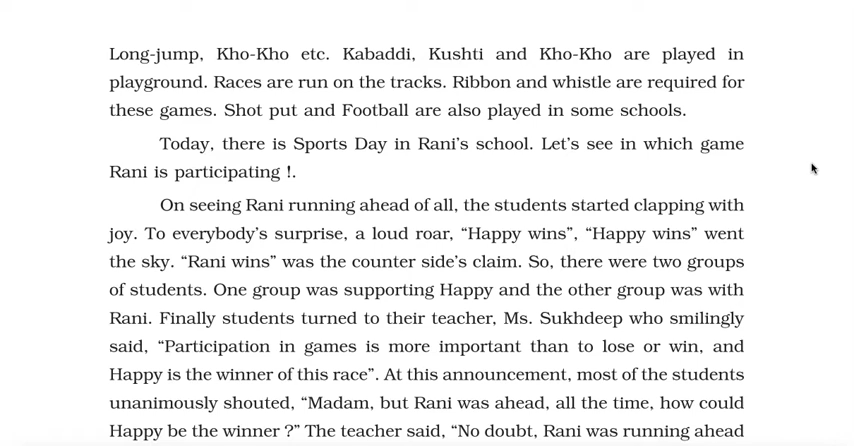 Long-jump, Kho-Kho etc. Kabaddi, Kushti and Kho-Kho are played in
playground. Races are run on the tracks. Ribbon and whistle are required for
these games. Shot put and Football are also played in some schools.
Today, there is Sports Day in Rani's school. Let's see in which game
Rani is participating !.
On seeing Rani running ahead of all, the students started clapping with
joy. To everybody's surprise, a loud roar, “Happy wins”, “Happy wins” went
the sky. “Rani wins” was the counter side's claim. So, there were two groups
of students. One group was supporting Happy and the other group was with
Rani. Finally students turned to their teacher, Ms. Sukhdeep who smilingly
said, “Participation in games is more important than to lose or win, and
Happy is the winner of this race”. At this announcement, most of the students
unanimously shouted, “Madam, but Rani was ahead, all the time, how could
Happy be the winner ?” The teacher said, “No doubt, Rani was running ahead